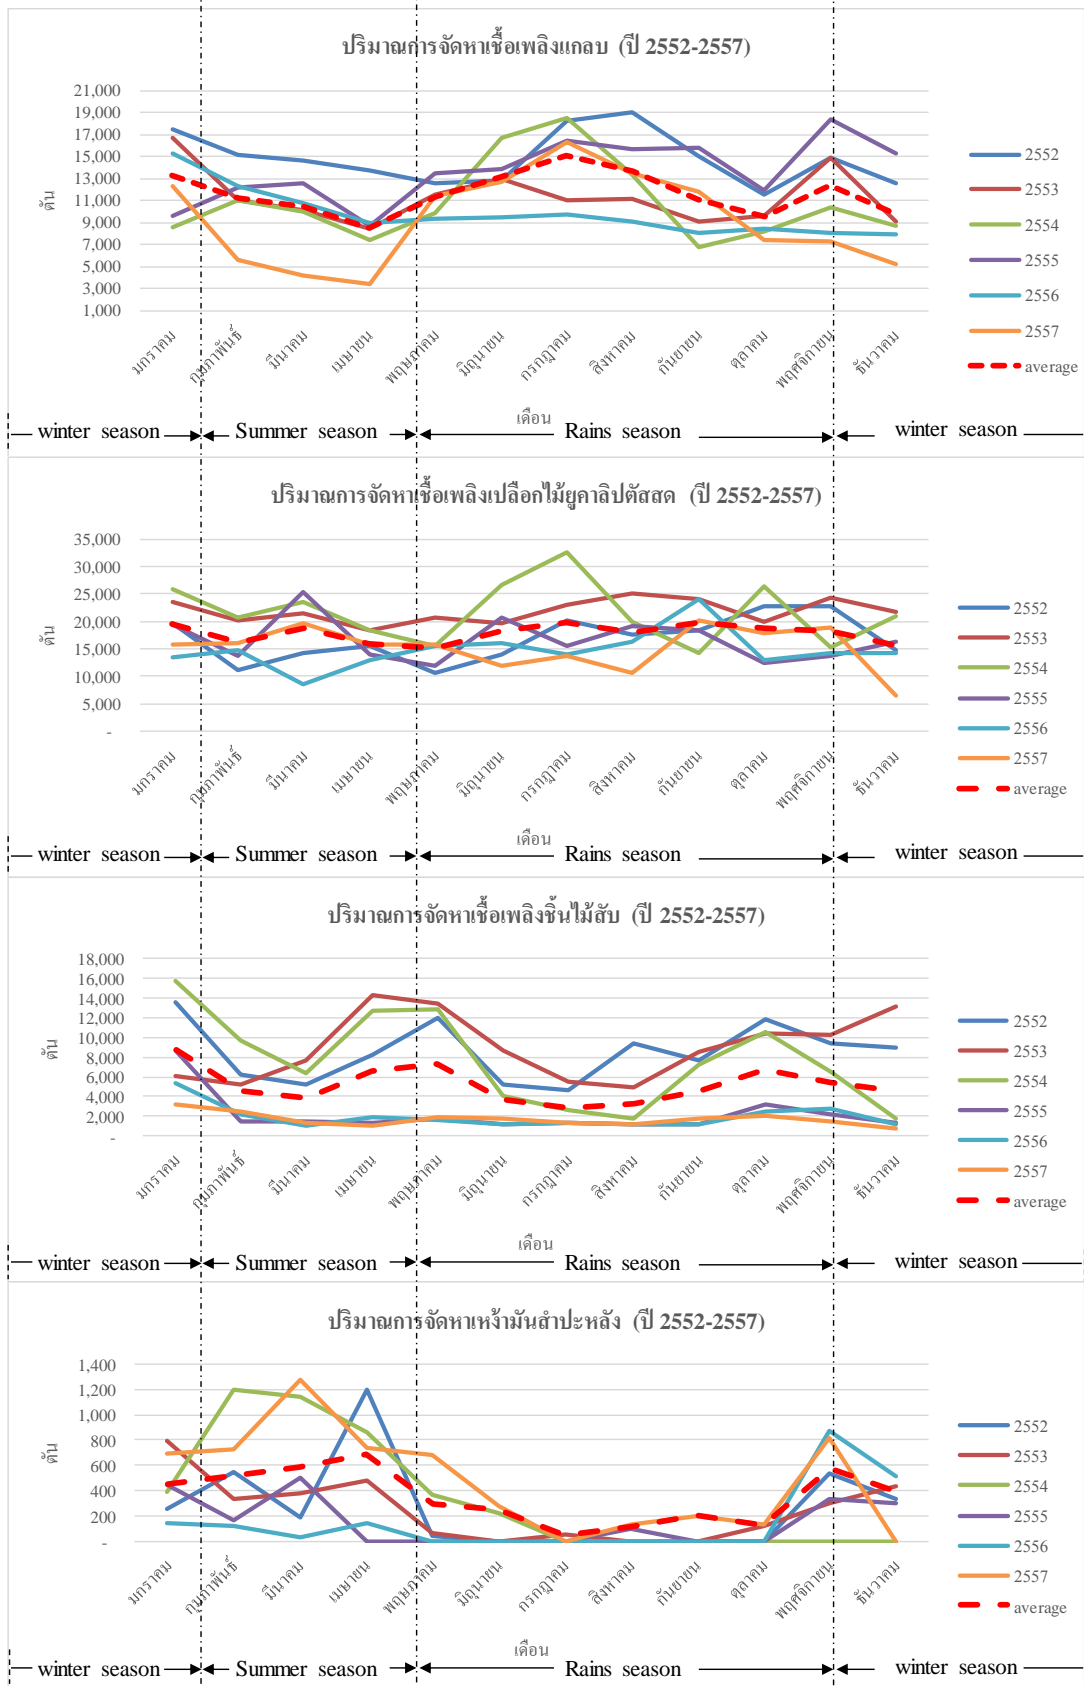 ปริมาณการจัดหาเชื้อเพลิงแกลบ (ปี 2552-2557)
21,000
19,000
17,000
15,000
13,000
11,000
9,000
7,000
5,000
3,000
1,000
ตัน
มกราคม
กุมภาพันธ์
มีนาคม
เมษายน
พฤษภาคม
มิถุนายน
กรกฎาคม
สิงหาคม
กันยายน
ตุลาคม
พฤศจิกายน
ธันวาคม
เดือน
2552
2553
2554
2555
2556
2557
average
winter season
Summer season
Rains season
winter season
ปริมาณการจัดหาเชื้อเพลิงเปลือกไม้ยูคาลิปตัสสด (ปี 2552-2557)
35,000
30,000
25,000
20,000
15,000
10,000
5,000
-
ตัน
มกราคม
กุมภาพันธ์
มีนาคม
เมษายน
พฤษภาคม
มิถุนายน
กรกฎาคม
สิงหาคม
กันยายน
ตุลาคม
พฤศจิกายน
ธันวาคม
เดือน
2552
2553
2554
2555
2556
2557
average
winter season
Summer season
Rains season
winter season
ปริมาณการจัดหาเชื้อเพลิงชิ้นไม้สับ (ปี 2552-2557)
18,000
16,000
14,000
12,000
10,000
8,000
6,000
4,000
2,000
-
ตัน
มกราคม
กุมภาพันธ์
มีนาคม
เมษายน
พฤษภาคม
มิถุนายน
กรกฎาคม
สิงหาคม
กันยายน
ตุลาคม
พฤศจิกายน
ธันวาคม
เดือน
2552
2553
2554
2555
2556
2557
average
winter season
Summer season
Rains season
winter season
ปริมาณการจัดหาเหง้ามันสำปะหลัง (ปี 2552-2557)
1,400
1,200
1,000
800
600
400
200
-
ตัน
มกราคม
กุมภาพันธ์
มีนาคม
เมษายน
พฤษภาคม
มิถุนายน
กรกฎาคม
สิงหาคม
กันยายน
ตุลาคม
พฤศจิกายน
ธันวาคม
เดือน
2552
2553
2554
2555
2556
2557
average
winter season
Summer season
Rains season
winter season